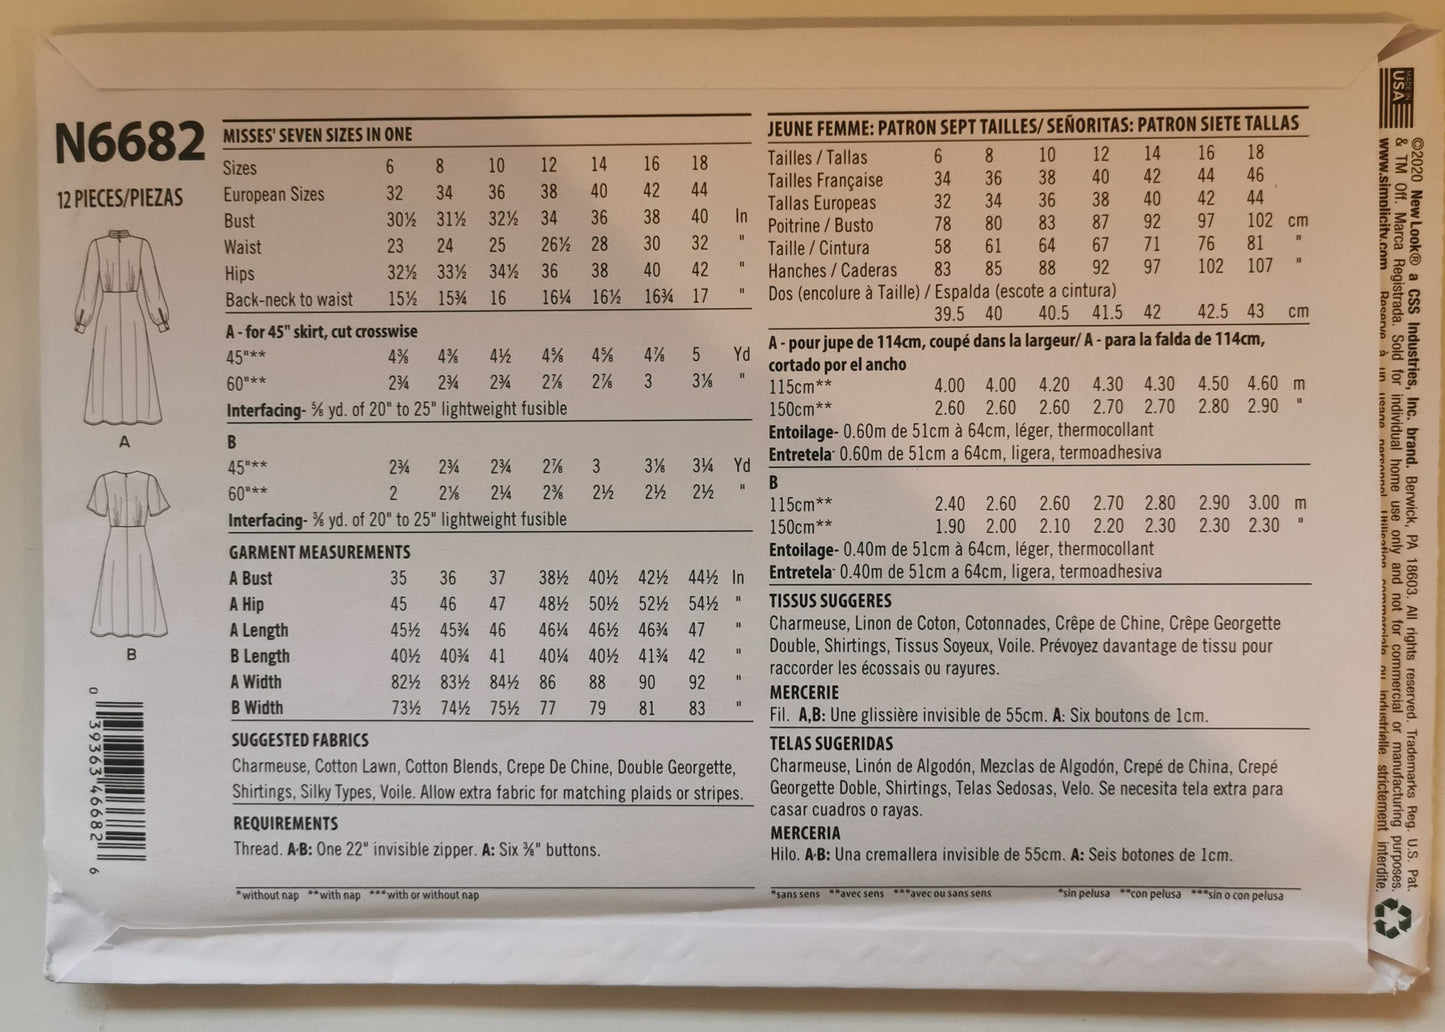 N6682
12 PIECES/PIEZAS
A
B
0 39363 46682 6
MISSES' SEVEN SIZES IN ONE
Sizes 6 8 10 12 14 16 18
European Sizes 32 34 36 38 40 42 44
Bust 30½ 31½ 32½ 34 36 38 40 In
Waist 23 24 25 26½ 28 30 32 "
Hips 32½ 33½ 34½ 36 38 40 42 "
Back-neck to waist 15½ 15¾ 16 16¼ 16½ 16¾ 17 "
A - for 45" skirt, cut crosswise
45"** 4⅜ 4⅜ 4½ 4⅝ 4⅝ 4⅞ 5 Yd
60"** 2¾ 2¾ 2¾ 2⅞ 2⅞ 3 3⅛ "
Interfacing- ⅝ yd. of 20" to 25" lightweight fusible
B
45"** 2¾ 2¾ 2¾ 2⅞ 3 3⅛ 3¼ Yd
60"** 2 2⅛ 2¼ 2⅜ 2½ 2½ 2½ "
Interfacing- ⅜ yd. of 20" to 25" lightweight fusible
GARMENT MEASUREMENTS
A Bust 35 36 37 38½ 40½ 42½ 44½ In
A Hip 45 46 47 48½ 50½ 52½ 54½ "
A Length 45½ 45¾ 46 46¼ 46½ 46¾ 47 "
B Length 40½ 40¾ 41 40¼ 40½ 41¾ 42 "
A Width 82½ 83½ 84½ 86 88 90 92 "
B Width 73½ 74½ 75½ 77 79 81 83 "
SUGGESTED FABRICS
Charmeuse, Cotton Lawn, Cotton Blends, Crepe De Chine, Double Georgette,
Shirtings, Silky Types, Voile. Allow extra fabric for matching plaids or stripes.
REQUIREMENTS
Thread. A-B: One 22" invisible zipper. A: Six ⅜" buttons.
*without nap **with nap ***with or without nap
JEUNE FEMME: PATRON SEPT TAILLES/ SEÑORITAS: PATRON SIETE TALLAS
Tailles / Tallas 6 8 10 12 14 16 18
Tailles Française 34 36 38 40 42 44 46
Tallas Europeas 32 34 36 38 40 42 44
Poitrine / Busto 78 80 83 87 92 97 102 cm
Taille / Cintura 58 61 64 67 71 76 81 "
Hanches / Caderas 83 85 88 92 97 102 107 "
Dos (encolure à Taille) / Espalda (escote a cintura)
39.5 40 40.5 41.5 42 42.5 43 cm
A - pour jupe de 114cm, coupé dans la largeur/ A - para la falda de 114cm,
cortado por el ancho
115cm** 4.00 4.00 4.20 4.30 4.30 4.50 4.60 m
150cm** 2.60 2.60 2.60 2.70 2.70 2.80 2.90 "
Entoilage- 0.60m de 51cm à 64cm, léger, thermocollant
Entretela- 0.60m de 51cm a 64cm, ligera, termoadhesiva
B
115cm** 2.40 2.60 2.60 2.70 2.80 2.90 3.00 m
150cm** 1.90 2.00 2.10 2.20 2.30 2.30 2.30 "
Entoilage- 0.40m de 51cm à 64cm, léger, thermocollant
Entretela- 0.40m de 51cm a 64cm, ligera, termoadhesiva
TISSUS SUGGERES
Charmeuse, Linon de Coton, Cotonnades, Crêpe de Chine, Crêpe Georgette
Double, Shirtings, Tissus Soyeux, Voile. Prévoyez davantage de tissu pour
raccorder les écossais ou rayures.
MERCERIE
Fil. A,B: Une glissière invisible de 55cm. A: Six boutons de 1cm.
TELAS SUGERIDAS
Charmeuse, Linón de Algodón, Mezclas de Algodón, Crepé de China, Crepé
Georgette Doble, Shirtings, Telas Sedosas, Velo. Se necesita tela extra para
casar cuadros o rayas.
MERCERIA
Hilo. A-B: Una cremallera invisible de 55cm. A: Seis botones de 1cm.
*sans sens **avec sens ***avec ou sans sens *sin pelusa **con pelusa ***sin o con pelusa
MADE IN
USA
©2020 New Look® a CSS Industries, Inc. brand. Berwick, PA 18603. All rights reserved. Trademarks Reg. U.S. Pat.
& TM Off. Marca Registrada. Sold for individual home use only and not for commercial or manufacturing purposes.
www.simplicity.com Reservé à un usage personnel. Utilisation commerciale ou industrielle strictement interdite.